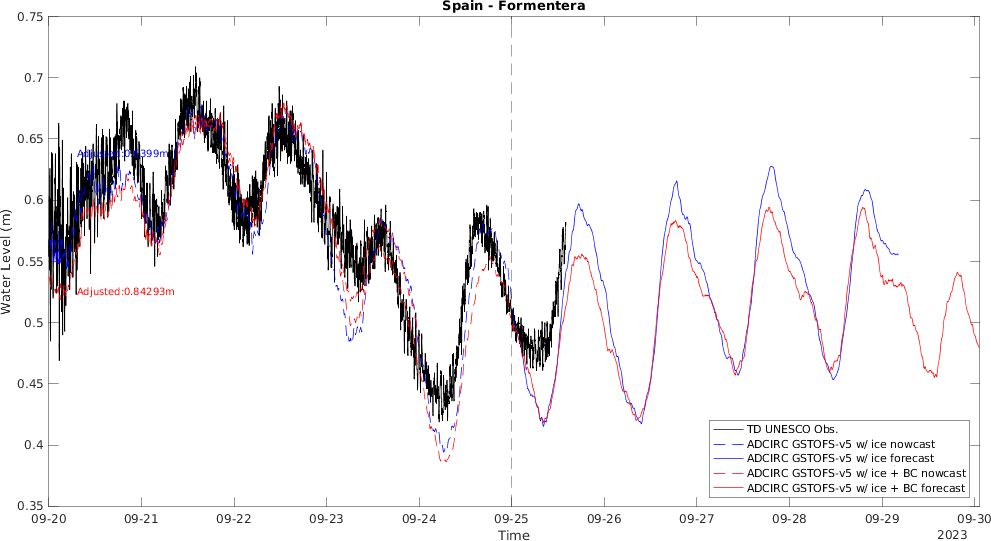 Spain - Formentera
0.75
0.7
0.65
0.6
0.55
0.5
0.45
0.4
0.35
Water Level (m)
Adjusted:0.84293m
TD UNESCO Obs.
ADCIRC GSTOFS-v5 w/ ice nowcast
ADCIRC GSTOFS-v5 w/ ice forecast
ADCIRC GSTOFS-v5 w/ ice + BC nowcast
ADCIRC GSTOFS-v5 w/ ice + BC forecast
09-20 09-21 09-22 09-23 09-24 09-25 09-26 09-27 09-28 09-29 09-30
Time
2023